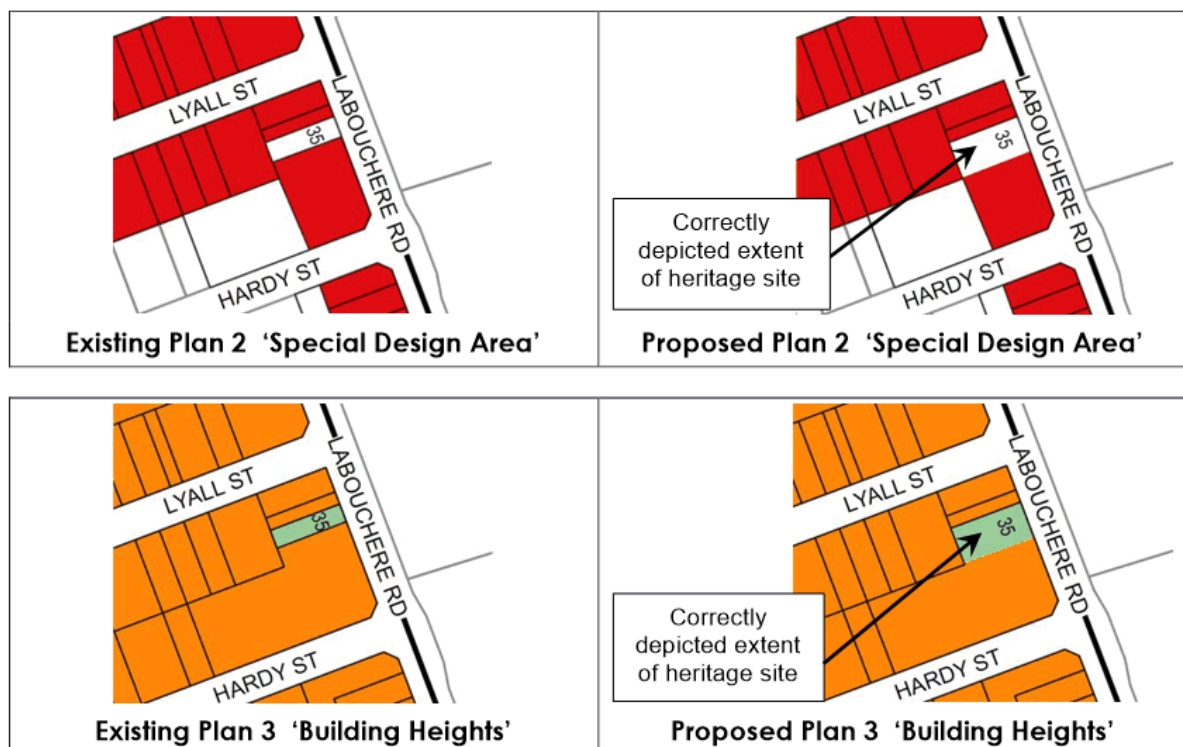 LYALL ST
LABOUCHERE RD
35
HARDY ST
Existing Plan 2 ‘Special Design Area’
LYALL ST
LABOUCHERE RD
35
Correctly
depicted extent
of heritage site
HARDY ST
Proposed Plan 2 ‘Special Design Area’
LYALL ST
LABOUCHERE RD
35
HARDY ST
Existing Plan 3 ‘Building Heights’
LYALL ST
LABOUCHERE RD
35
Correctly
depicted extent
of heritage site
HARDY ST
Proposed Plan 3 ‘Building Heights’